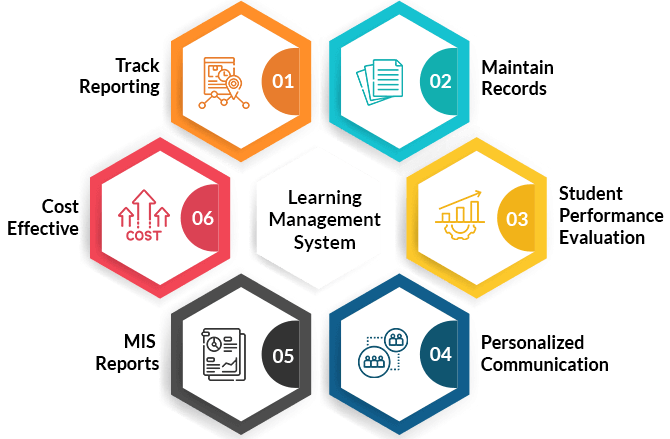 Track
Reporting
01
02
Maintain
Records
Cost
Effective
COST
06
Learning
Management
System
03
Student
Performance
Evaluation
MIS
Reports
05
04
Personalized
Communication